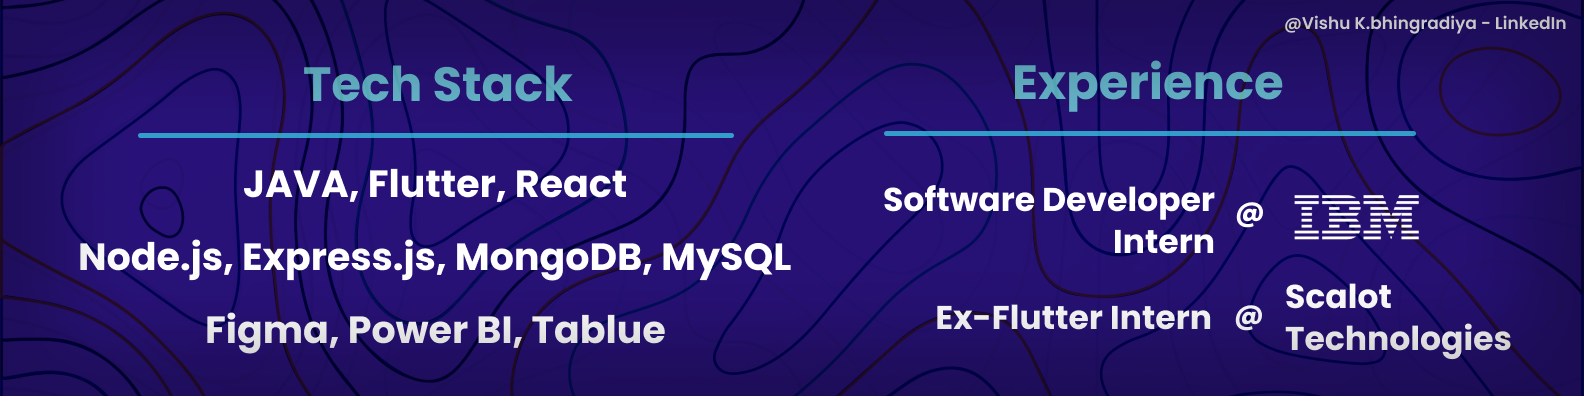 @Vishu K.bhingradiya - LinkedIn
Tech Stack
JAVA, Flutter, React
Node.js, Express.js, MongoDB, MySQL
Figma, Power BI, Tablue
Experience
Software Developer
Intern @ IBM
Ex-Flutter Intern @ Scalot
Technologies